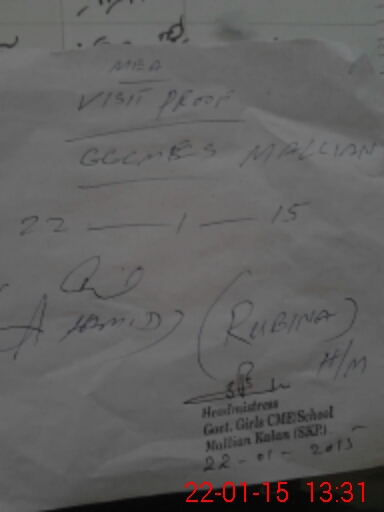 MEA
VISIT PROOF
GGCMES MALLIAN
22 — 1 — 15
HAMID) (RUBINA)
H/M
Headmistress
Govt. Girls CME/School
Mallian Kalan (SKP)
22-01-2015
22-01-15 13:31